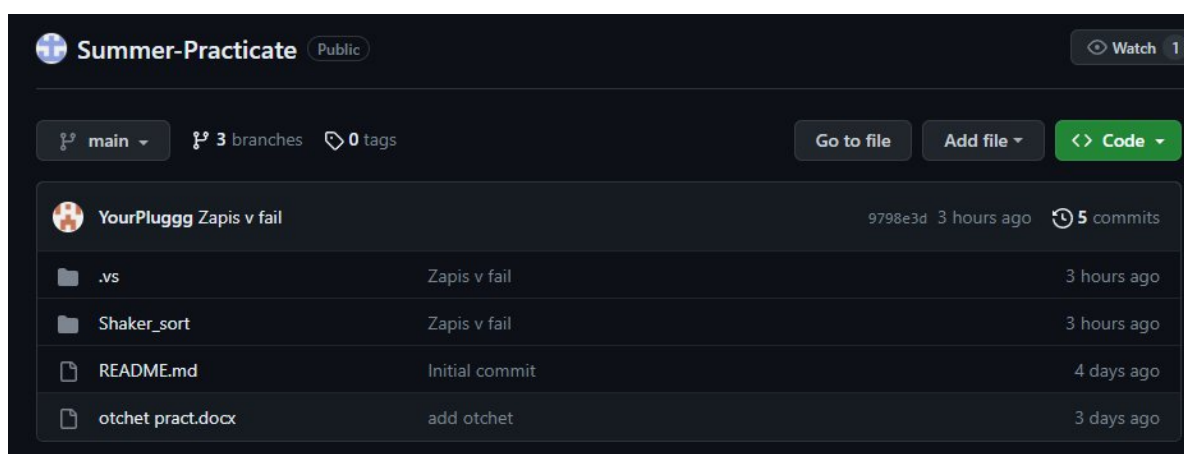 Summer-Practicate Public Watch 1
main 3 branches 0 tags Go to file Add file <> Code
YourPluggg Zapis v fail 9798e3d 3 hours ago 5 commits
.vs Zapis v fail 3 hours ago
Shaker_sort Zapis v fail 3 hours ago
README.md Initial commit 4 days ago
otchet pract.docx add otchet 3 days ago